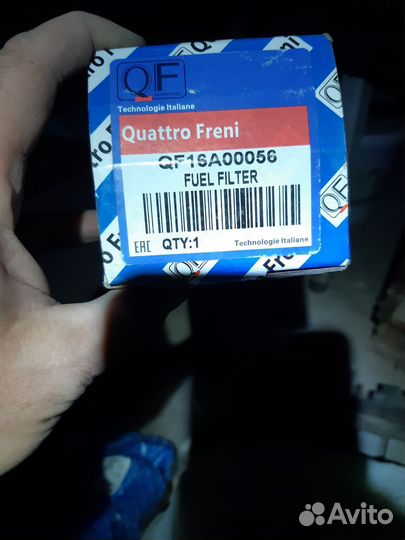 QF
Technologie Italiane
Quattro Freni
QF16A00056
FUEL FILTER
EAC QTY:1
Technologie Italiane
Avito